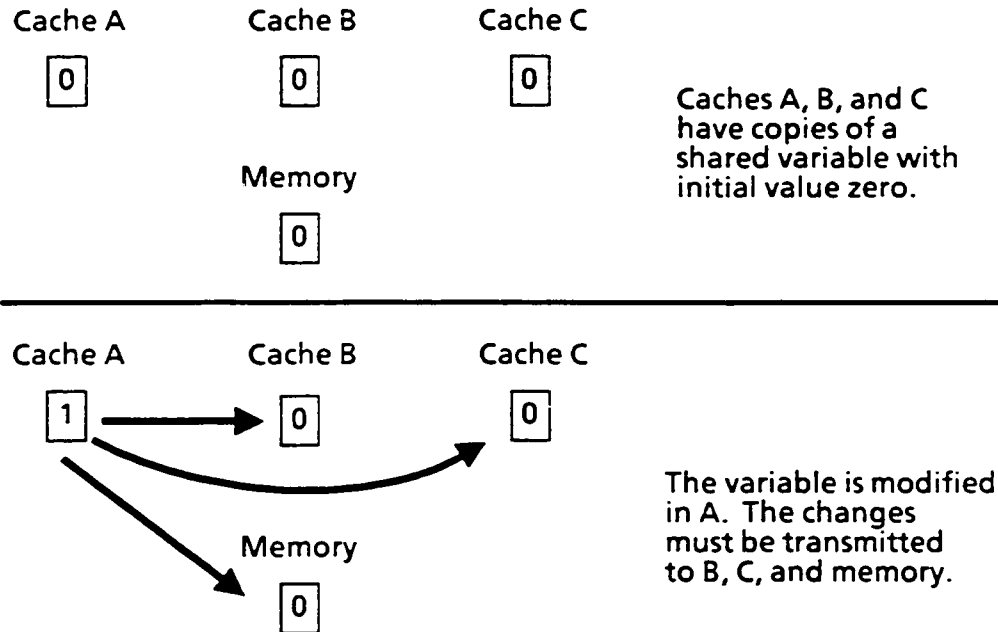 Cache A Cache B Cache C
0 0 0
Caches A, B, and C
have copies of a
shared variable with
initial value zero.
Memory
0
Cache A Cache B Cache C
1 0 0
The variable is modified
in A. The changes
must be transmitted
to B, C, and memory.
Memory
0